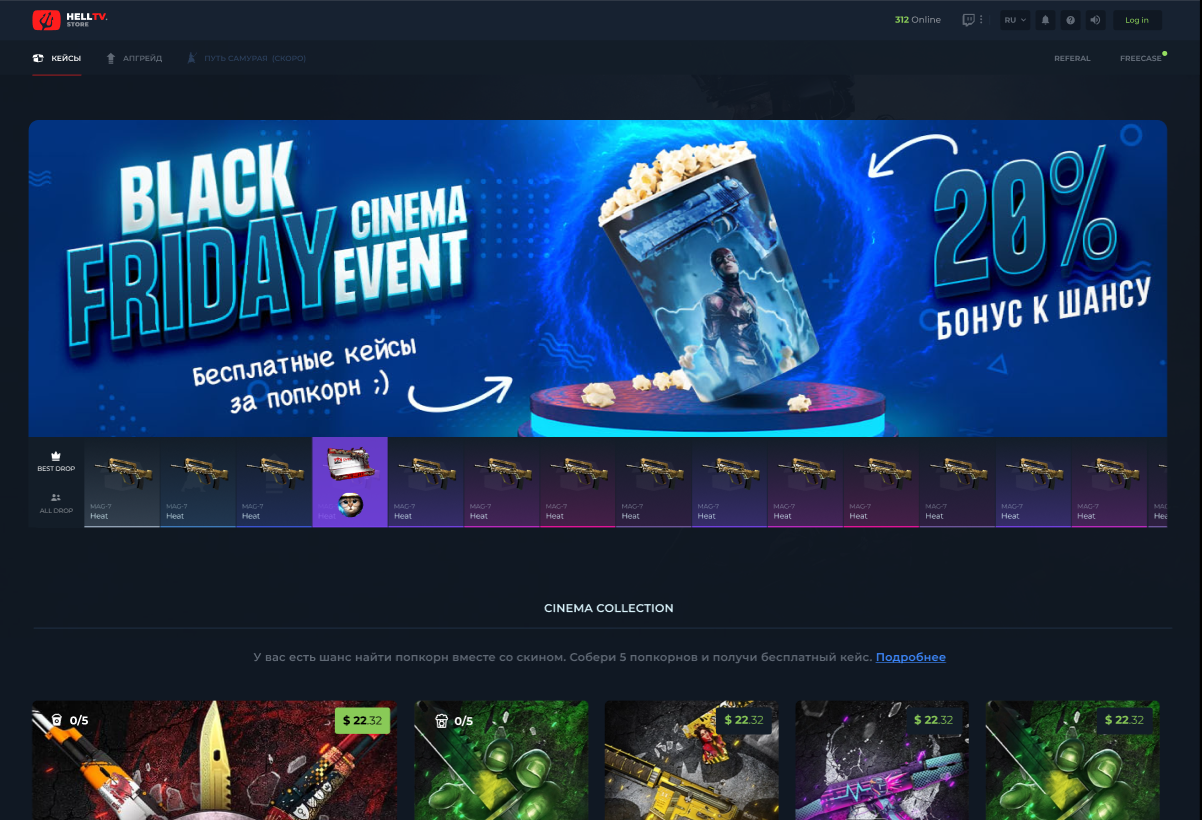 HELLTV.
STORE
312 Online
RU
Log in
КЕЙСЫ
АПГРЕЙД
ПУТЬ САМУРАЯ (СКОРО)
REFERAL
FREECASE
BLACK
FRIDAY
CINEMA
EVENT
Бесплатные кейсы
за попкорн ;)
20%
БОНУС К ШАНСУ
BEST DROP
ALL DROP
MAG-7
Heat
MAG-7
Heat
MAG-7
Heat
MAG-7
Heat
MAG-7
Heat
MAG-7
Heat
MAG-7
Heat
MAG-7
Heat
MAG-7
Heat
MAG-7
Heat
MAG-7
Heat
MAG-7
Heat
MAG-7
Heat
CINEMA COLLECTION
У вас есть шанс найти попкорн вместе со скином. Собери 5 попкорнов и получи бесплатный кейс. Подробнее
0/5
$ 22.32
0/5
$ 22.32
$ 22.32
$ 22.32